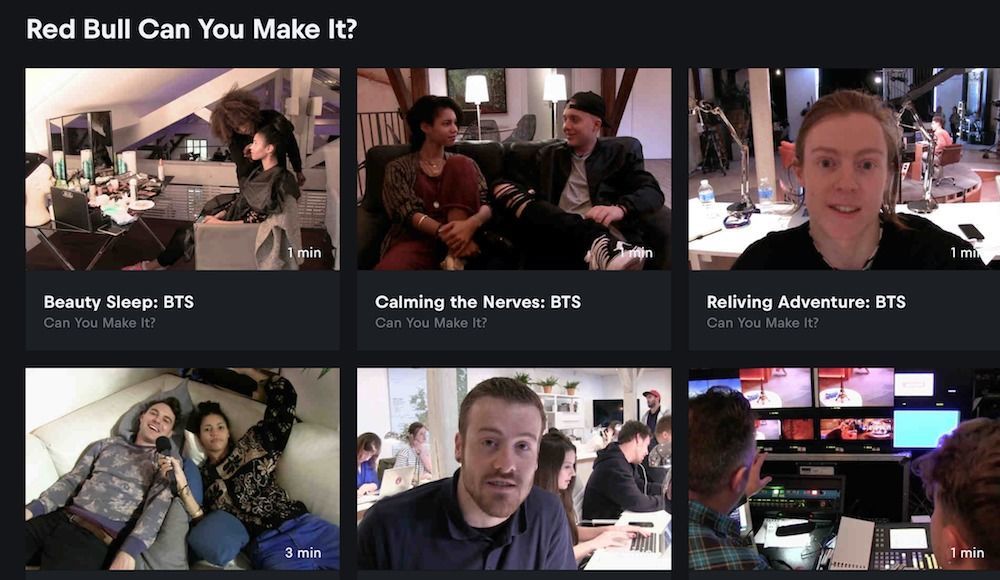 Red Bull Can You Make It?
1 min
1 min
1 min
Beauty Sleep: BTS
Calming the Nerves: BTS
Reliving Adventure: BTS
Can You Make It?
Can You Make It?
Can You Make It?
3 min
1 min